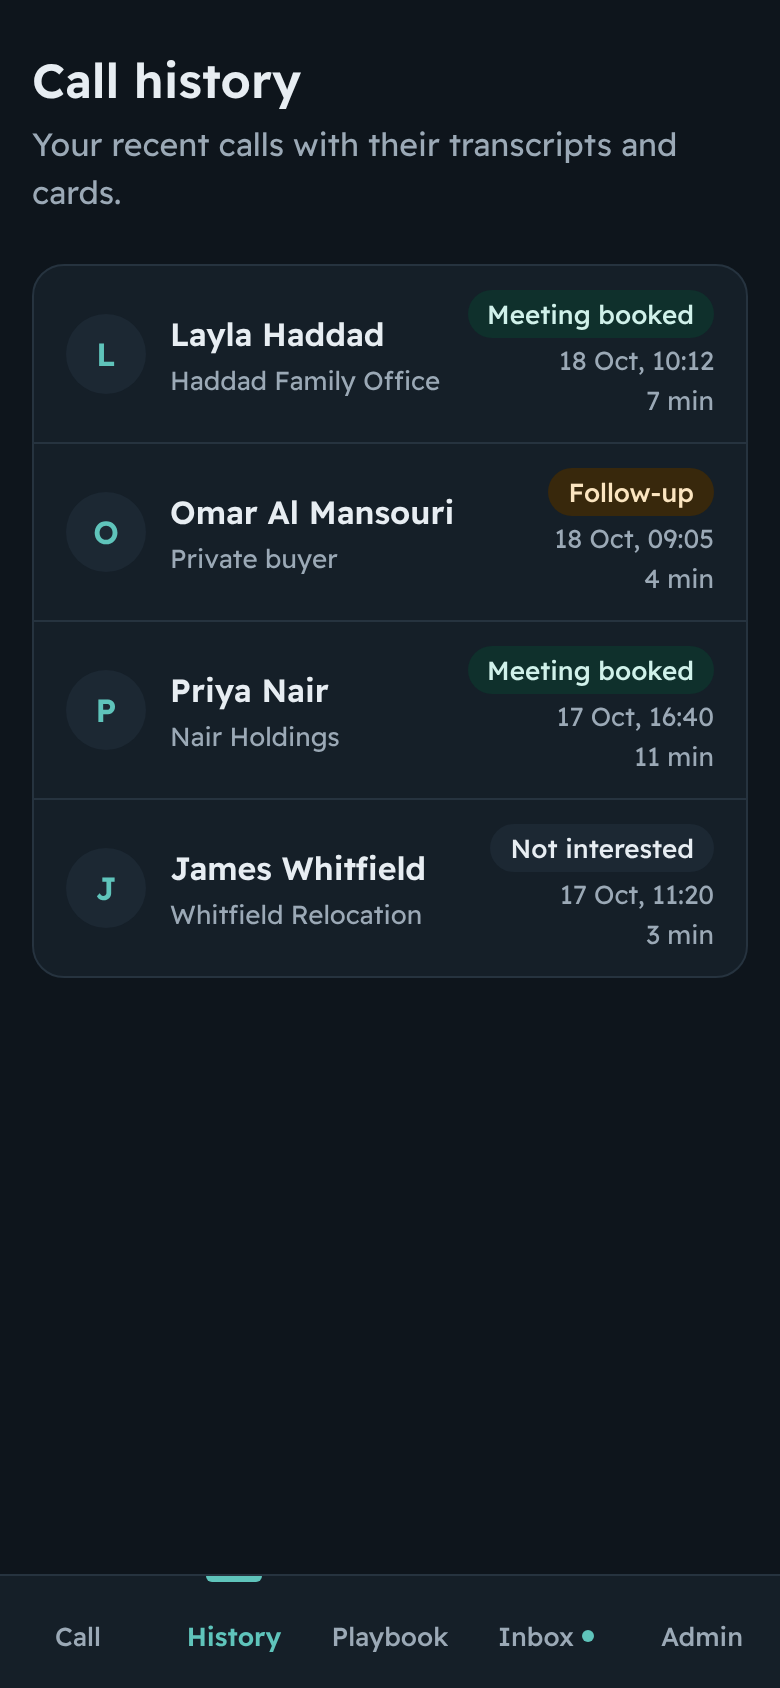 Call history
Your recent calls with their transcripts and
cards.
L
Layla Haddad
Haddad Family Office
Meeting booked
18 Oct, 10:12
7 min
O
Omar Al Mansouri
Private buyer
Follow-up
18 Oct, 09:05
4 min
P
Priya Nair
Nair Holdings
Meeting booked
17 Oct, 16:40
11 min
J
James Whitfield
Whitfield Relocation
Not interested
17 Oct, 11:20
3 min
Call
History
Playbook
Inbox
Admin